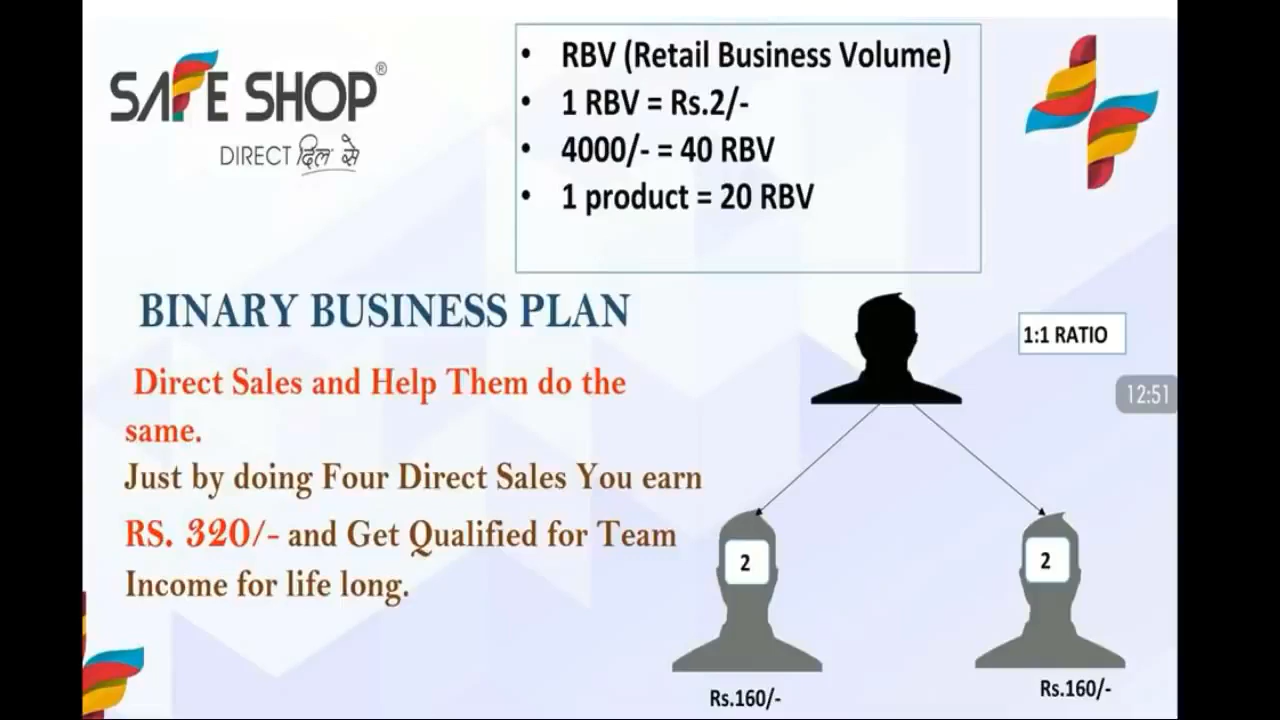 SAFE SHOP®
DIRECT दिल से
• RBV (Retail Business Volume)
• 1 RBV = Rs.2/-
• 4000/- = 40 RBV
• 1 product = 20 RBV
BINARY BUSINESS PLAN
Direct Sales and Help Them do the
same.
Just by doing Four Direct Sales You earn
RS. 320/- and Get Qualified for Team
Income for life long.
1:1 RATIO
12:51
2
2
Rs.160/-
Rs.160/-